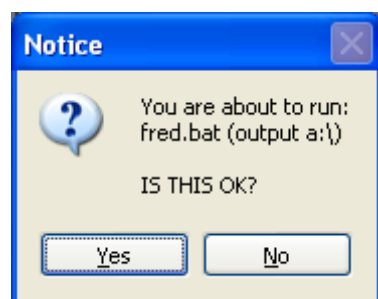 Notice
You are about to run:
fred.bat (output a:\)
IS THIS OK?
Yes
No